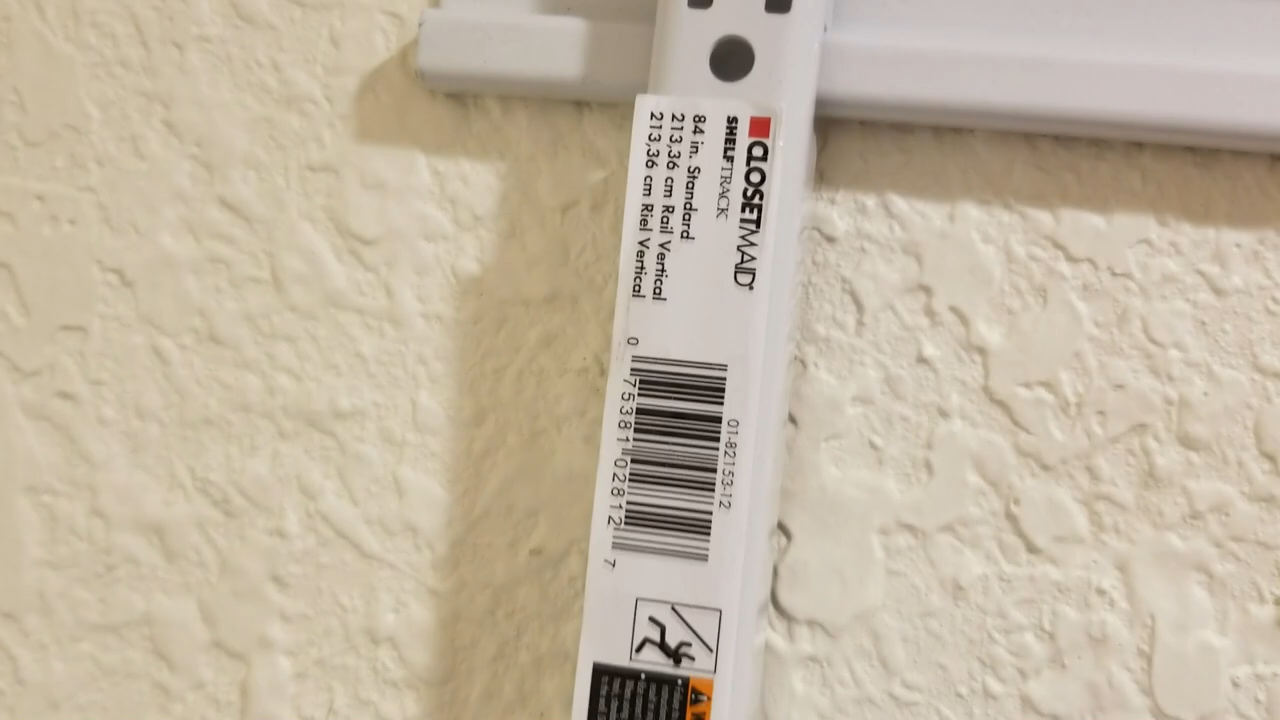 CLOSETMAID®
SHELFTRACK
84 in. Standard
213,36 cm Rail Vertical
213,36 cm Riel Vertical
01-82153-12
0 75381 02812 7